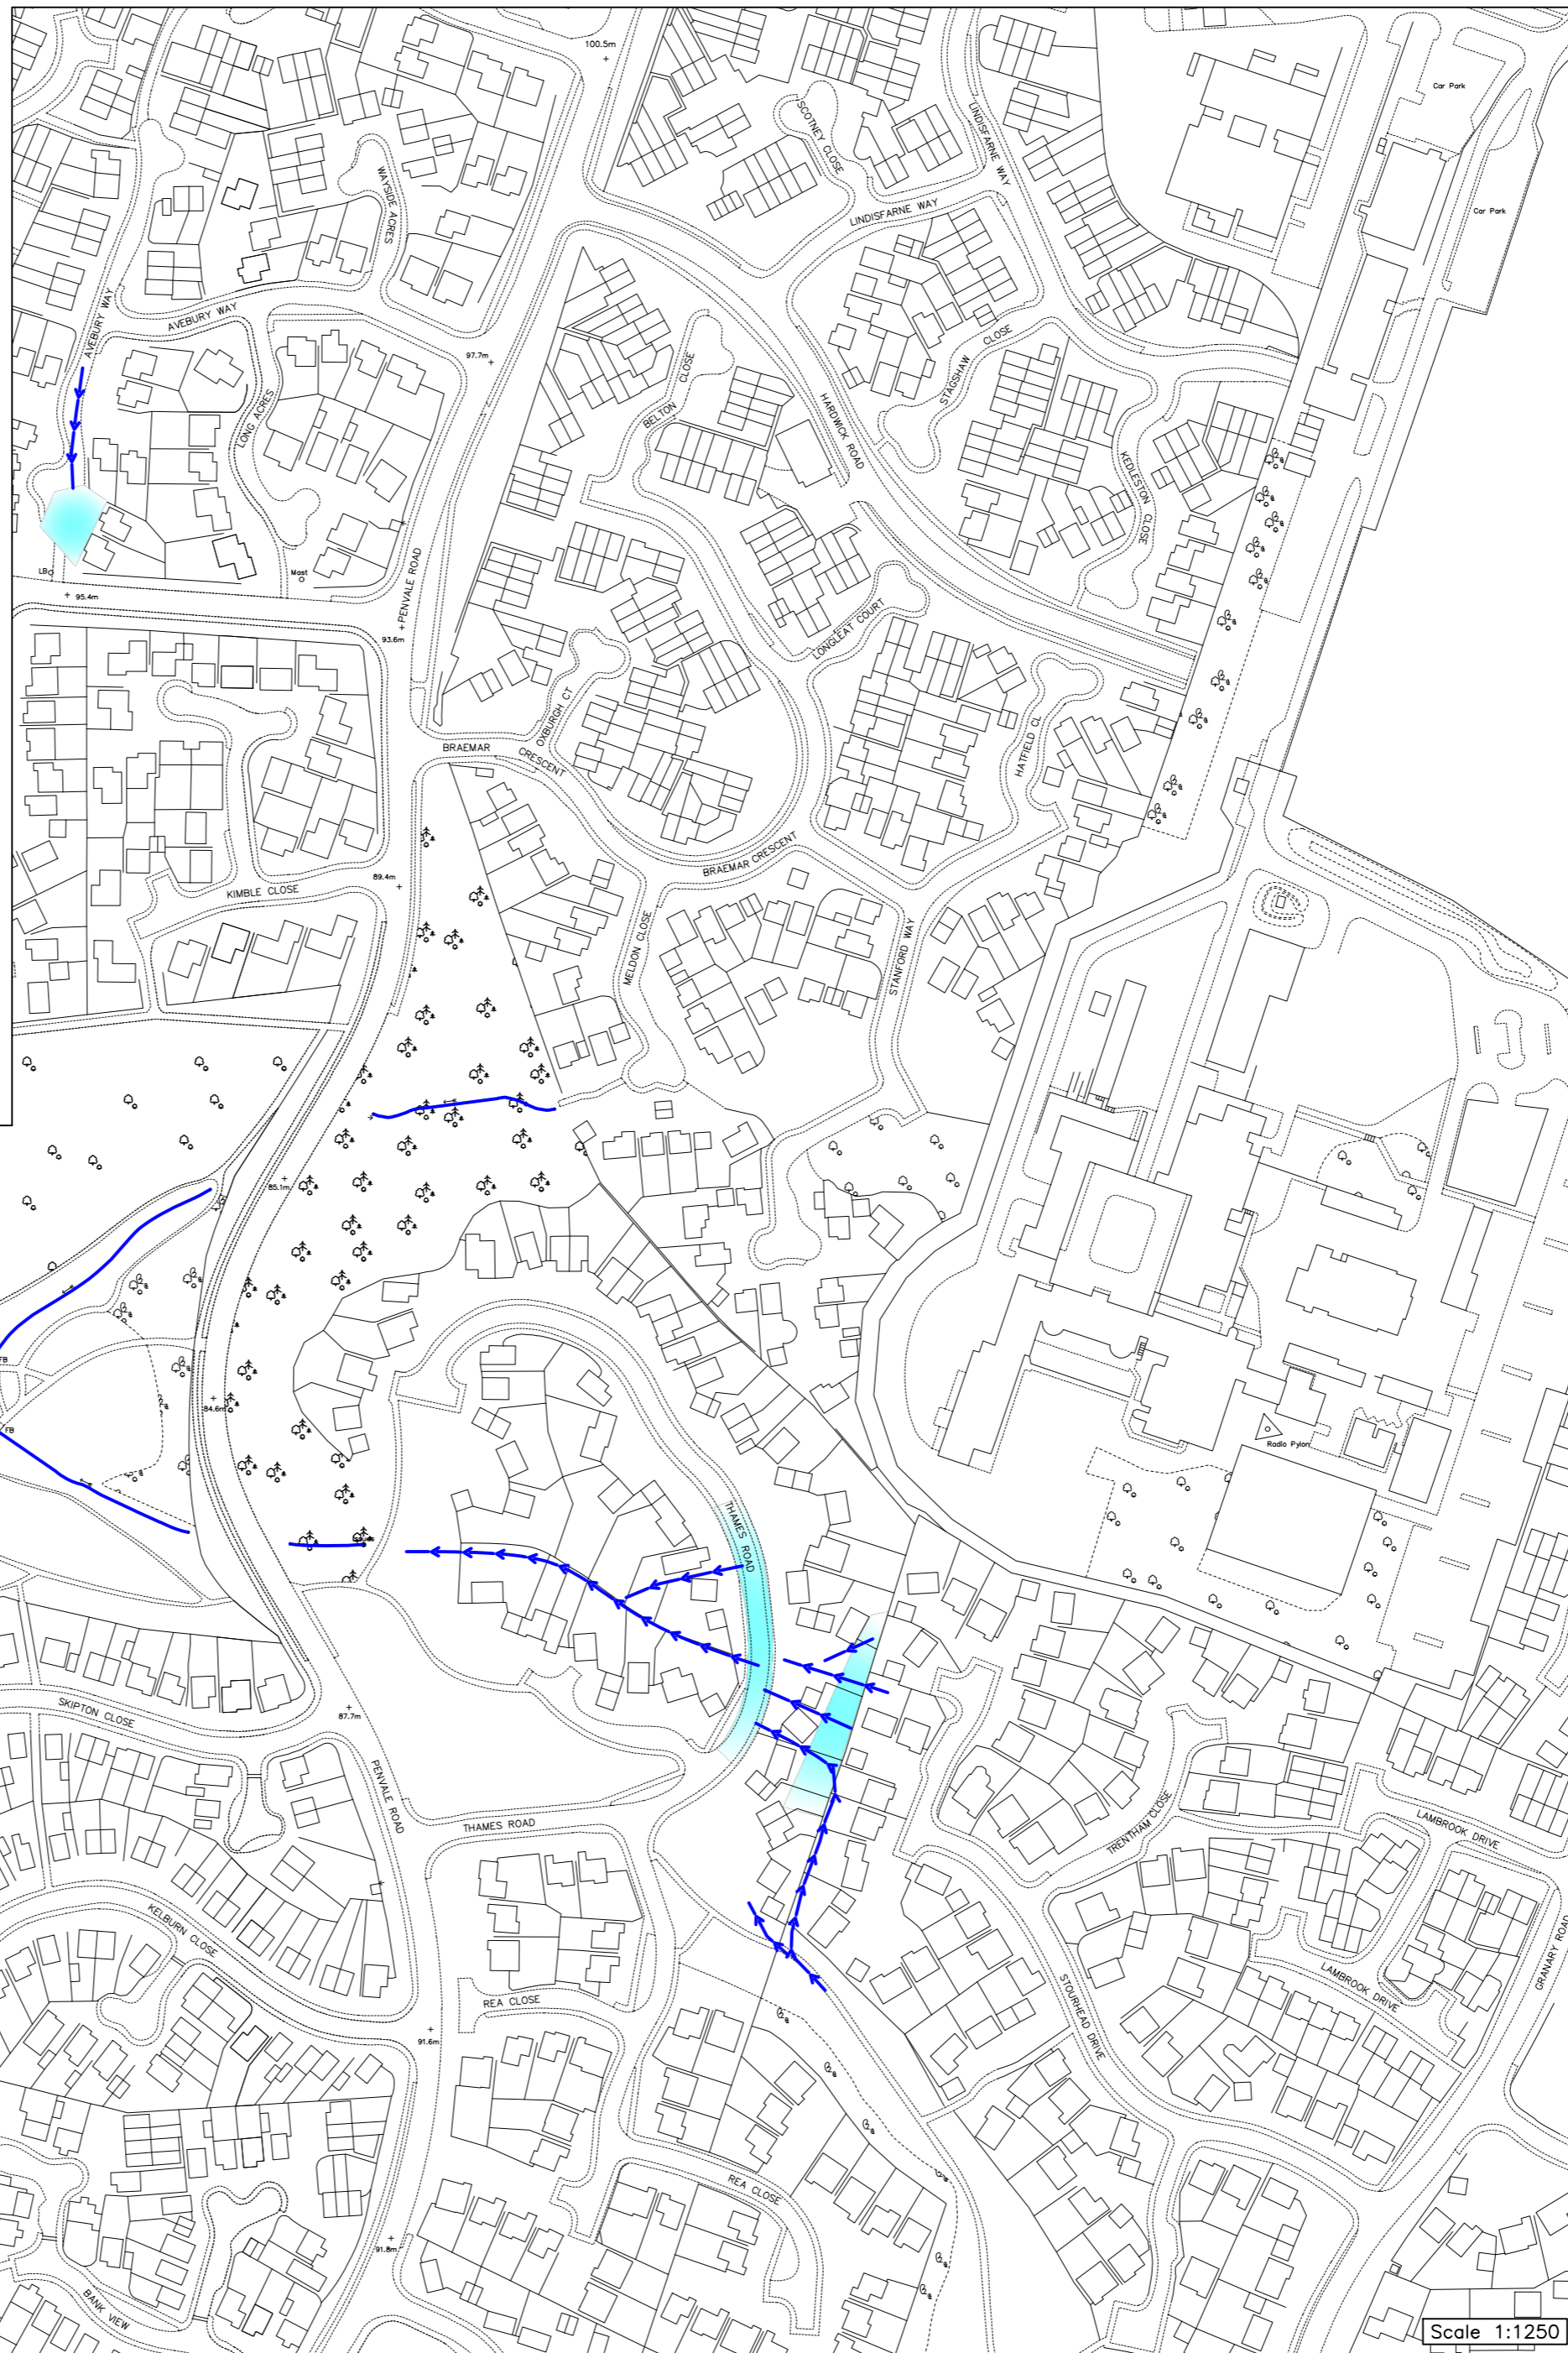 100.5m
Car Park
SCOTNEY CLOSE
LINDISFARNE WAY
WAYSIDE ACRES
LINDISFARNE WAY
Car Park
AVEBURY WAY
AVEBURY WAY
97.7m
BELTON
CLOSE
STAGSHAW
CLOSE
HARDWICK ROAD
LONG ACRES
KEDLESTON CLOSE
PENVALE ROAD
LB
Mast
95.4m
93.6m
LONGLEAT COURT
OXBURGH CT
BRAEMAR
CRESCENT
HATFIELD CL
BRAEMAR CRESCENT
89.4m
KIMBLE CLOSE
MELDON CLOSE
STANFORD WAY
85.1m
FB
84.6m
FB
Radio Pylon
THAMES ROAD
SKIPTON CLOSE
87.7m
PENVALE ROAD
THAMES ROAD
TRENTHAM CLOSE
LAMBROOK DRIVE
KELBURN CLOSE
GRANARY ROAD
LAMBROOK DRIVE
REA CLOSE
STOURHEAD DRIVE
91.6m
REA CLOSE
91.8m
BANK VIEW
Scale 1:1250